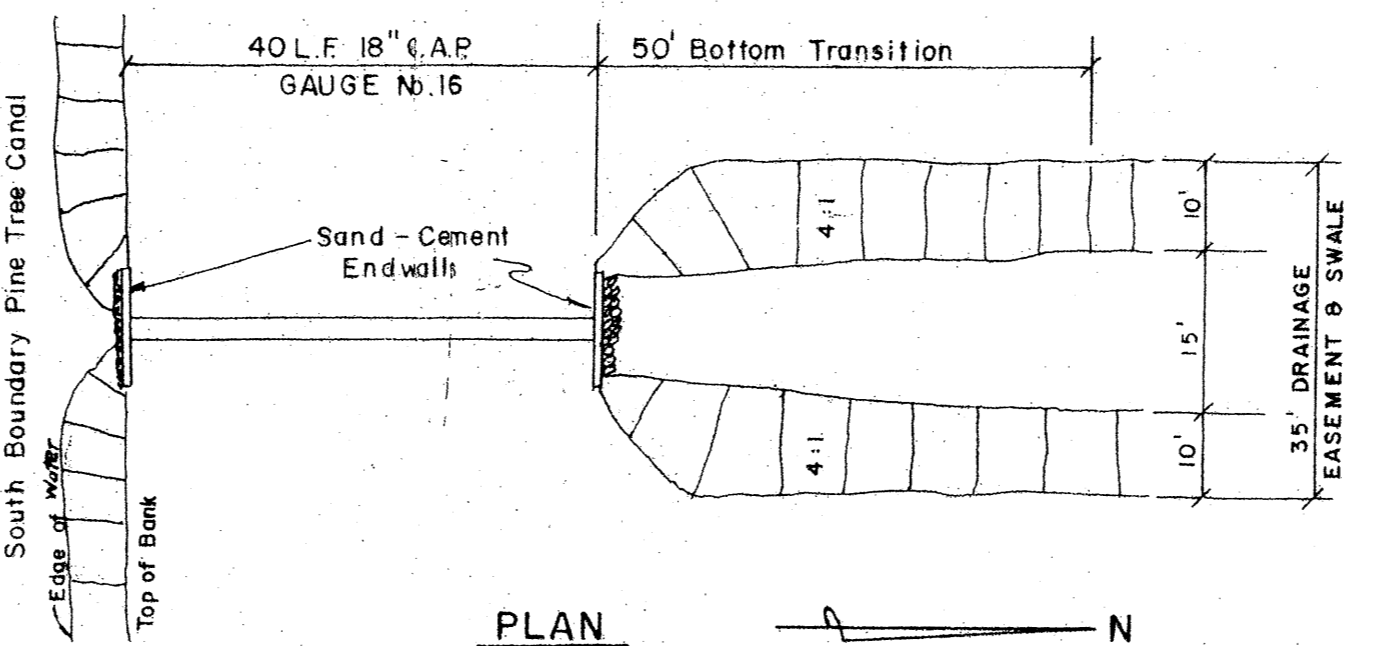 40 L.F. 18" C.A.P.
GAUGE No.16
50' Bottom Transition
South Boundary Pine Tree Canal
Sand - Cement
Endwalls
4:1
4:1
10'
15'
10'
35' DRAINAGE
EASEMENT & SWALE
Edge of Water
Top of Bank
PLAN
N